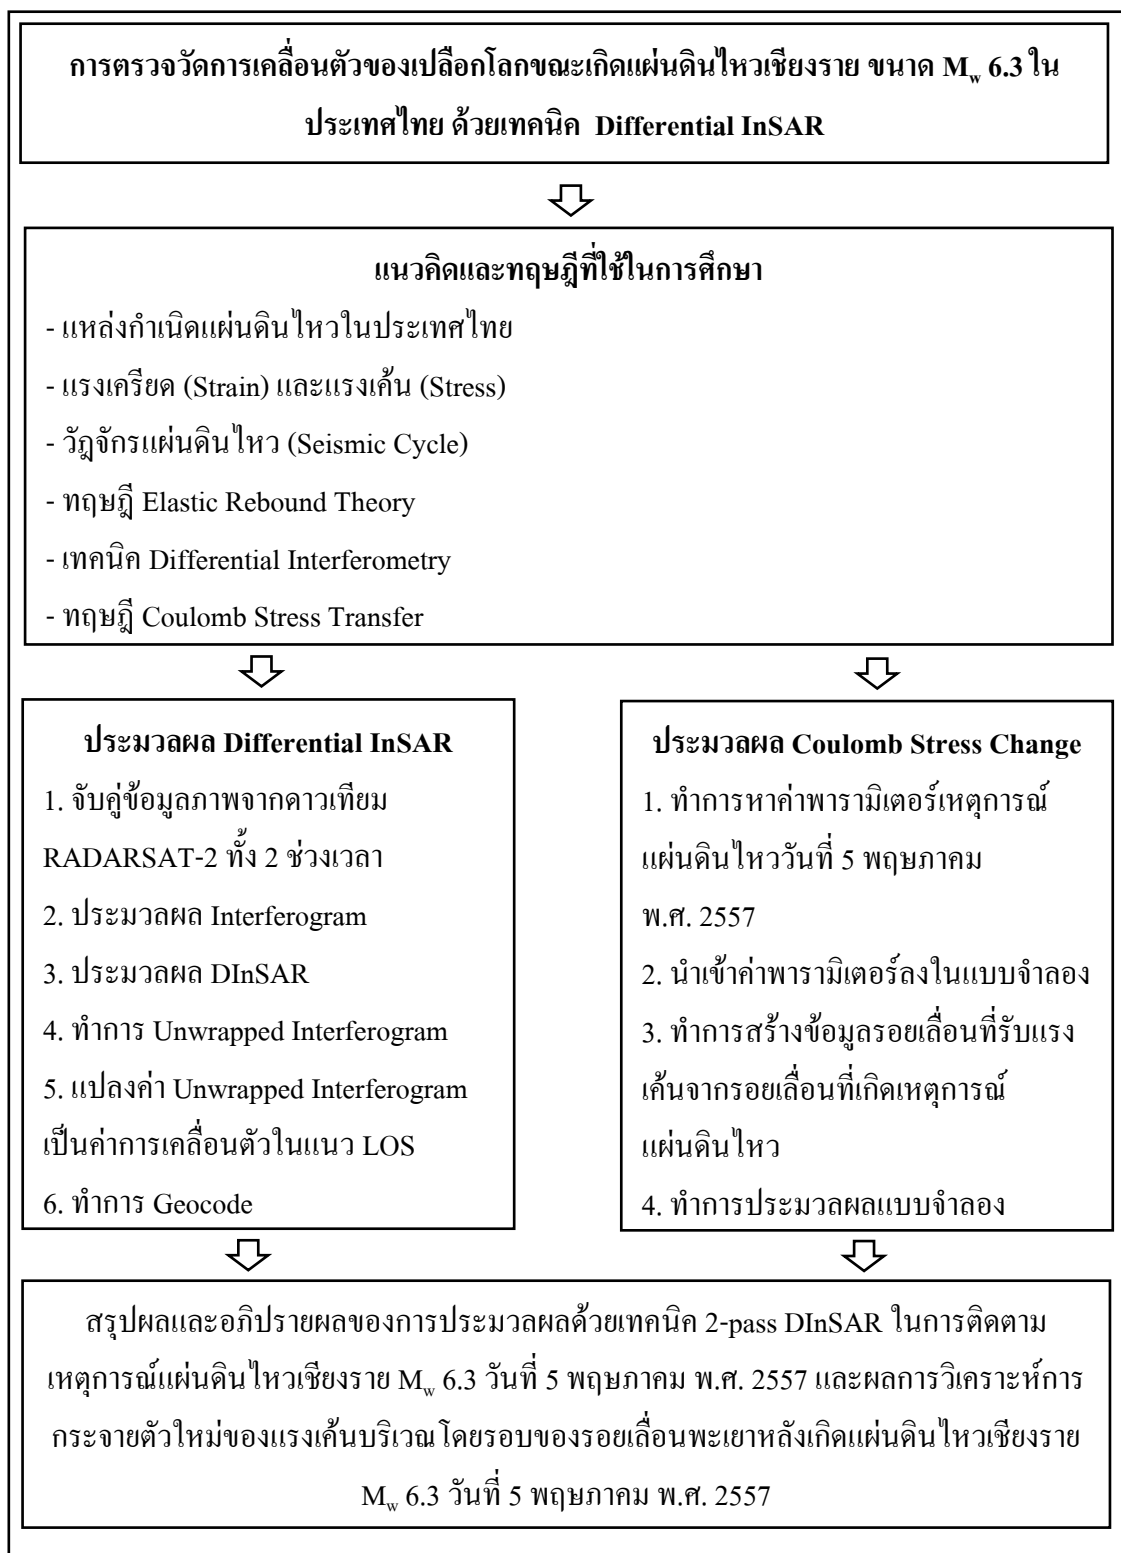 การตรวจวัดการเคลื่อนตัวของเปลือกโลกขณะเกิดแผ่นดินไหวเชียงราย ขนาด Mw 6.3 ใน
ประเทศไทย ด้วยเทคนิค Differential InSAR
แนวคิดและทฤษฎีที่ใช้ในการศึกษา
- แหล่งกำเนิดแผ่นดินไหวในประเทศไทย
- แรงเครียด (Strain) และแรงเค้น (Stress)
- วัฎจักรแผ่นดินไหว (Seismic Cycle)
- ทฤษฎี Elastic Rebound Theory
- เทคนิค Differential Interferometry
- ทฤษฎี Coulomb Stress Transfer
ประมวลผล Differential InSAR
1. จับคู่ข้อมูลภาพจากดาวเทียม
RADARSAT-2 ทั้ง 2 ช่วงเวลา
2. ประมวลผล Interferogram
3. ประมวลผล DInSAR
4. ทำการ Unwrapped Interferogram
5. แปลงค่า Unwrapped Interferogram
เป็นค่าการเคลื่อนตัวในแนว LOS
6. ทำการ Geocode
ประมวลผล Coulomb Stress Change
1. ทำการหาค่าพารามิเตอร์เหตุการณ์
แผ่นดินไหววันที่ 5 พฤษภาคม
พ.ศ. 2557
2. นำเข้าค่าพารามิเตอร์ลงในแบบจำลอง
3. ทำการสร้างข้อมูลรอยเลื่อนที่รับแรง
เค้นจากรอยเลื่อนที่เกิดเหตุการณ์
แผ่นดินไหว
4. ทำการประมวลผลแบบจำลอง
สรุปผลและอภิปรายผลของการประมวลผลด้วยเทคนิค 2-pass DInSAR ในการติดตาม
เหตุการณ์แผ่นดินไหวเชียงราย Mw 6.3 วันที่ 5 พฤษภาคม พ.ศ. 2557 และผลการวิเคราะห์การ
กระจายตัวใหม่ของแรงเค้นบริเวณโดยรอบของรอยเลื่อนพะเยาหลังเกิดแผ่นดินไหวเชียงราย
Mw 6.3 วันที่ 5 พฤษภาคม พ.ศ. 2557